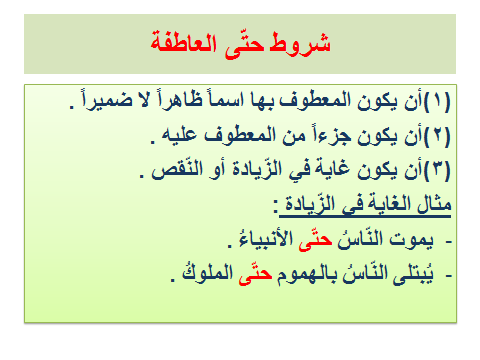 شروط حتّى العاطفة
(١)أن يكون المعطوف بها اسماً ظاهراً لا ضميراً .
(٢)أن يكون جزءاً من المعطوف عليه .
(٣)أن يكون غاية في الزّيادة أو النّقص .
مثال الغاية في الزّيادة :
- يموت النّاسُ حتّى الأنبياءُ .
- يُبتلى النّاسُ بالهموم حتّى الملوكُ .